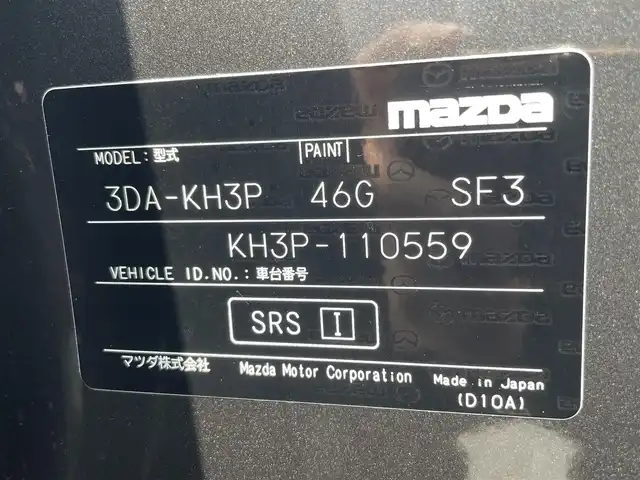 mazda
MODEL: 型式 PAINT
3DA-KH3P 46G SF3
KH3P-110559
VEHICLE ID.NO.: 車台番号
SRS I
マツダ株式会社 Mazda Motor Corporation Made in Japan
(D10A)